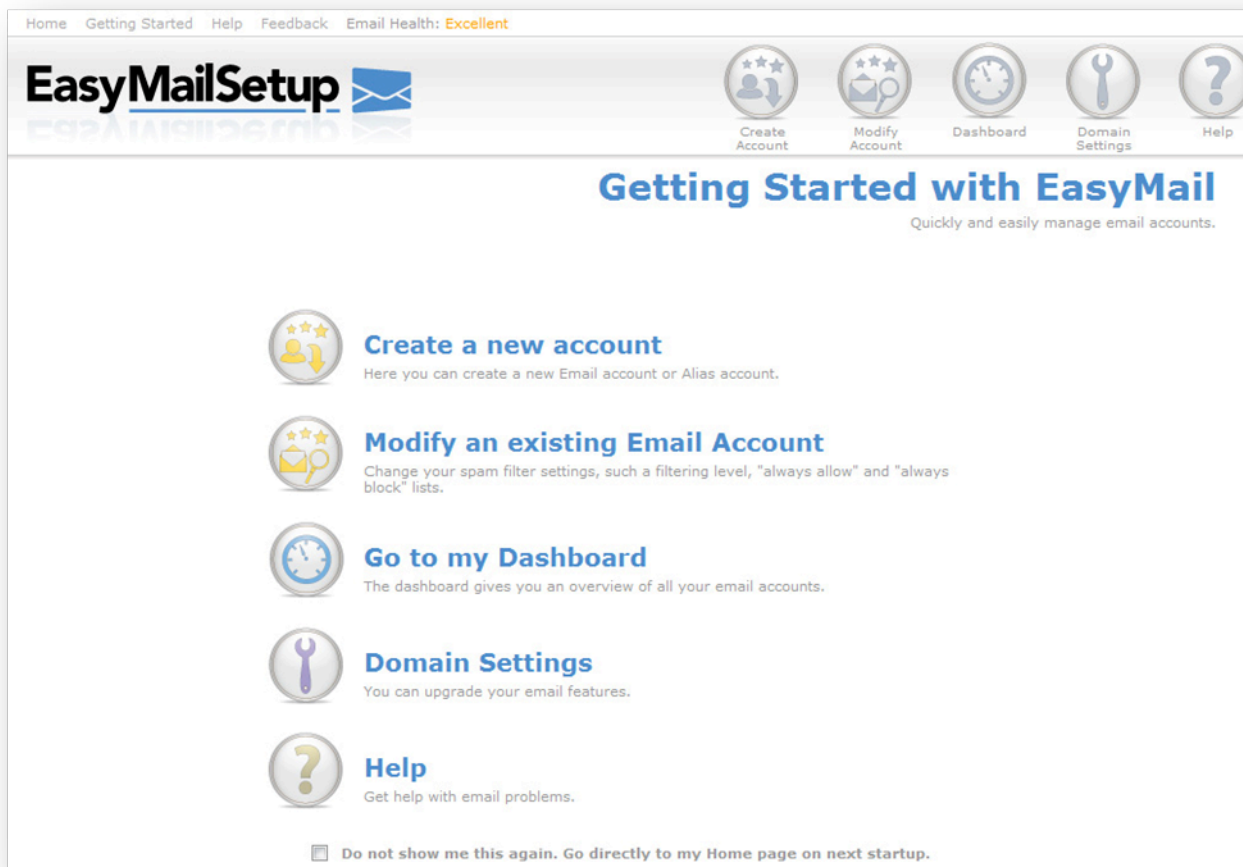 Home Getting Started Help Feedback Email Health: Excellent
EasyMailSetup
Create
Account
Modify
Account
Dashboard
Domain
Settings
Help
Getting Started with EasyMail
Quickly and easily manage email accounts.
Create a new account
Here you can create a new Email account or Alias account.
Modify an existing Email Account
Change your spam filter settings, such a filtering level, "always allow" and "always
block" lists.
Go to my Dashboard
The dashboard gives you an overview of all your email accounts.
Domain Settings
You can upgrade your email features.
Help
Get help with email problems.
Do not show me this again. Go directly to my Home page on next startup.